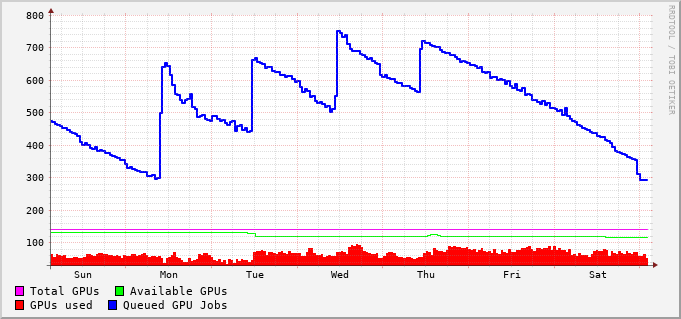 800
700
600
500
400
300
200
100
Sun Mon Tue Wed Thu Fri Sat
Total GPUs Available GPUs
GPUs used Queued GPU Jobs
RRDTOOL / TOBI OETIKER